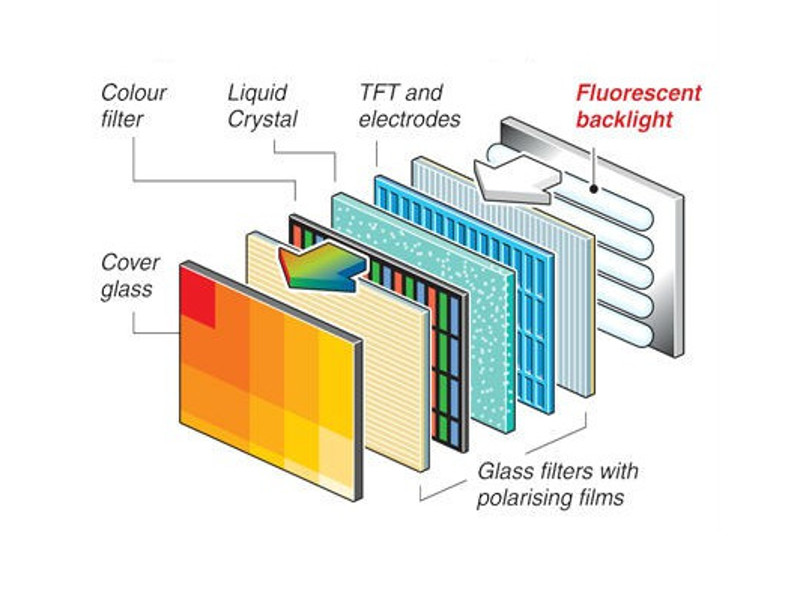 Colour
filter
Liquid
Crystal
TFT and
electrodes
Fluorescent
backlight
Cover
glass
Glass filters with
polarising films